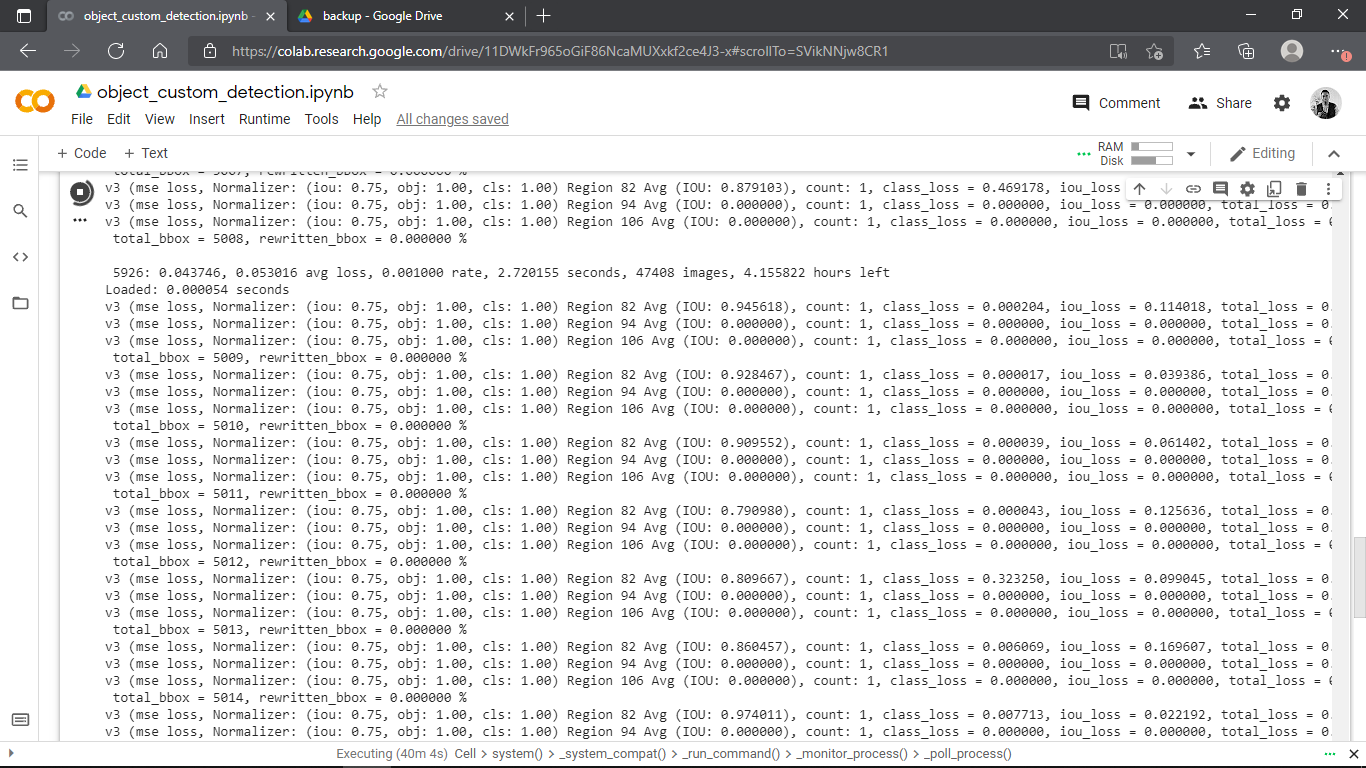 object_custom_detection.ipynb -
backup - Google Drive
https://colab.research.google.com/drive/11DWkFr965oGiF86NcaMUXxkf2ce4J3-x#scrollTo=SVikNNjw8CR1
object_custom_detection.ipynb
Comment
Share
File Edit View Insert Runtime Tools Help All changes saved
+ Code + Text
RAM
Disk
Editing
total_bbox = 5007, rewritten_bbox = 0.000000 %
v3 (mse loss, Normalizer: (iou: 0.75, obj: 1.00, cls: 1.00) Region 82 Avg (IOU: 0.879103), count: 1, class_loss = 0.469178, iou_loss
v3 (mse loss, Normalizer: (iou: 0.75, obj: 1.00, cls: 1.00) Region 94 Avg (IOU: 0.000000), count: 1, class_loss = 0.000000, iou_loss = 0.000000, total_loss = 0.
v3 (mse loss, Normalizer: (iou: 0.75, obj: 1.00, cls: 1.00) Region 106 Avg (IOU: 0.000000), count: 1, class_loss = 0.000000, iou_loss = 0.000000, total_loss =
total_bbox = 5008, rewritten_bbox = 0.000000 %
5926: 0.043746, 0.053016 avg loss, 0.001000 rate, 2.720155 seconds, 47408 images, 4.155822 hours left
Loaded: 0.000054 seconds
v3 (mse loss, Normalizer: (iou: 0.75, obj: 1.00, cls: 1.00) Region 82 Avg (IOU: 0.945618), count: 1, class_loss = 0.000204, iou_loss = 0.114018, total_loss = 0.
v3 (mse loss, Normalizer: (iou: 0.75, obj: 1.00, cls: 1.00) Region 94 Avg (IOU: 0.000000), count: 1, class_loss = 0.000000, iou_loss = 0.000000, total_loss = 0.
v3 (mse loss, Normalizer: (iou: 0.75, obj: 1.00, cls: 1.00) Region 106 Avg (IOU: 0.000000), count: 1, class_loss = 0.000000, iou_loss = 0.000000, total_loss =
total_bbox = 5009, rewritten_bbox = 0.000000 %
v3 (mse loss, Normalizer: (iou: 0.75, obj: 1.00, cls: 1.00) Region 82 Avg (IOU: 0.928467), count: 1, class_loss = 0.000017, iou_loss = 0.039386, total_loss = 0.
v3 (mse loss, Normalizer: (iou: 0.75, obj: 1.00, cls: 1.00) Region 94 Avg (IOU: 0.000000), count: 1, class_loss = 0.000000, iou_loss = 0.000000, total_loss = 0.
v3 (mse loss, Normalizer: (iou: 0.75, obj: 1.00, cls: 1.00) Region 106 Avg (IOU: 0.000000), count: 1, class_loss = 0.000000, iou_loss = 0.000000, total_loss =
total_bbox = 5010, rewritten_bbox = 0.000000 %
v3 (mse loss, Normalizer: (iou: 0.75, obj: 1.00, cls: 1.00) Region 82 Avg (IOU: 0.909552), count: 1, class_loss = 0.000039, iou_loss = 0.061402, total_loss = 0.
v3 (mse loss, Normalizer: (iou: 0.75, obj: 1.00, cls: 1.00) Region 94 Avg (IOU: 0.000000), count: 1, class_loss = 0.000000, iou_loss = 0.000000, total_loss = 0.
v3 (mse loss, Normalizer: (iou: 0.75, obj: 1.00, cls: 1.00) Region 106 Avg (IOU: 0.000000), count: 1, class_loss = 0.000000, iou_loss = 0.000000, total_loss =
total_bbox = 5011, rewritten_bbox = 0.000000 %
v3 (mse loss, Normalizer: (iou: 0.75, obj: 1.00, cls: 1.00) Region 82 Avg (IOU: 0.790980), count: 1, class_loss = 0.000043, iou_loss = 0.125636, total_loss = 0.
v3 (mse loss, Normalizer: (iou: 0.75, obj: 1.00, cls: 1.00) Region 94 Avg (IOU: 0.000000), count: 1, class_loss = 0.000000, iou_loss = 0.000000, total_loss = 0.
v3 (mse loss, Normalizer: (iou: 0.75, obj: 1.00, cls: 1.00) Region 106 Avg (IOU: 0.000000), count: 1, class_loss = 0.000000, iou_loss = 0.000000, total_loss =
total_bbox = 5012, rewritten_bbox = 0.000000 %
v3 (mse loss, Normalizer: (iou: 0.75, obj: 1.00, cls: 1.00) Region 82 Avg (IOU: 0.809667), count: 1, class_loss = 0.323250, iou_loss = 0.099045, total_loss = 0.
v3 (mse loss, Normalizer: (iou: 0.75, obj: 1.00, cls: 1.00) Region 94 Avg (IOU: 0.000000), count: 1, class_loss = 0.000000, iou_loss = 0.000000, total_loss = 0.
v3 (mse loss, Normalizer: (iou: 0.75, obj: 1.00, cls: 1.00) Region 106 Avg (IOU: 0.000000), count: 1, class_loss = 0.000000, iou_loss = 0.000000, total_loss =
total_bbox = 5013, rewritten_bbox = 0.000000 %
v3 (mse loss, Normalizer: (iou: 0.75, obj: 1.00, cls: 1.00) Region 82 Avg (IOU: 0.860457), count: 1, class_loss = 0.006069, iou_loss = 0.169607, total_loss = 0.
v3 (mse loss, Normalizer: (iou: 0.75, obj: 1.00, cls: 1.00) Region 94 Avg (IOU: 0.000000), count: 1, class_loss = 0.000000, iou_loss = 0.000000, total_loss = 0.
v3 (mse loss, Normalizer: (iou: 0.75, obj: 1.00, cls: 1.00) Region 106 Avg (IOU: 0.000000), count: 1, class_loss = 0.000000, iou_loss = 0.000000, total_loss =
total_bbox = 5014, rewritten_bbox = 0.000000 %
v3 (mse loss, Normalizer: (iou: 0.75, obj: 1.00, cls: 1.00) Region 82 Avg (IOU: 0.974011), count: 1, class_loss = 0.007713, iou_loss = 0.022192, total_loss = 0.
v3 (mse loss, Normalizer: (iou: 0.75, obj: 1.00, cls: 1.00) Region 94 Avg (IOU: 0.000000), count: 1, class_loss = 0.000000, iou_loss = 0.000000, total_loss = 0.
Executing (40m 4s) Cell > system() > _system_compat() > _run_command() > _monitor_process() > _poll_process()